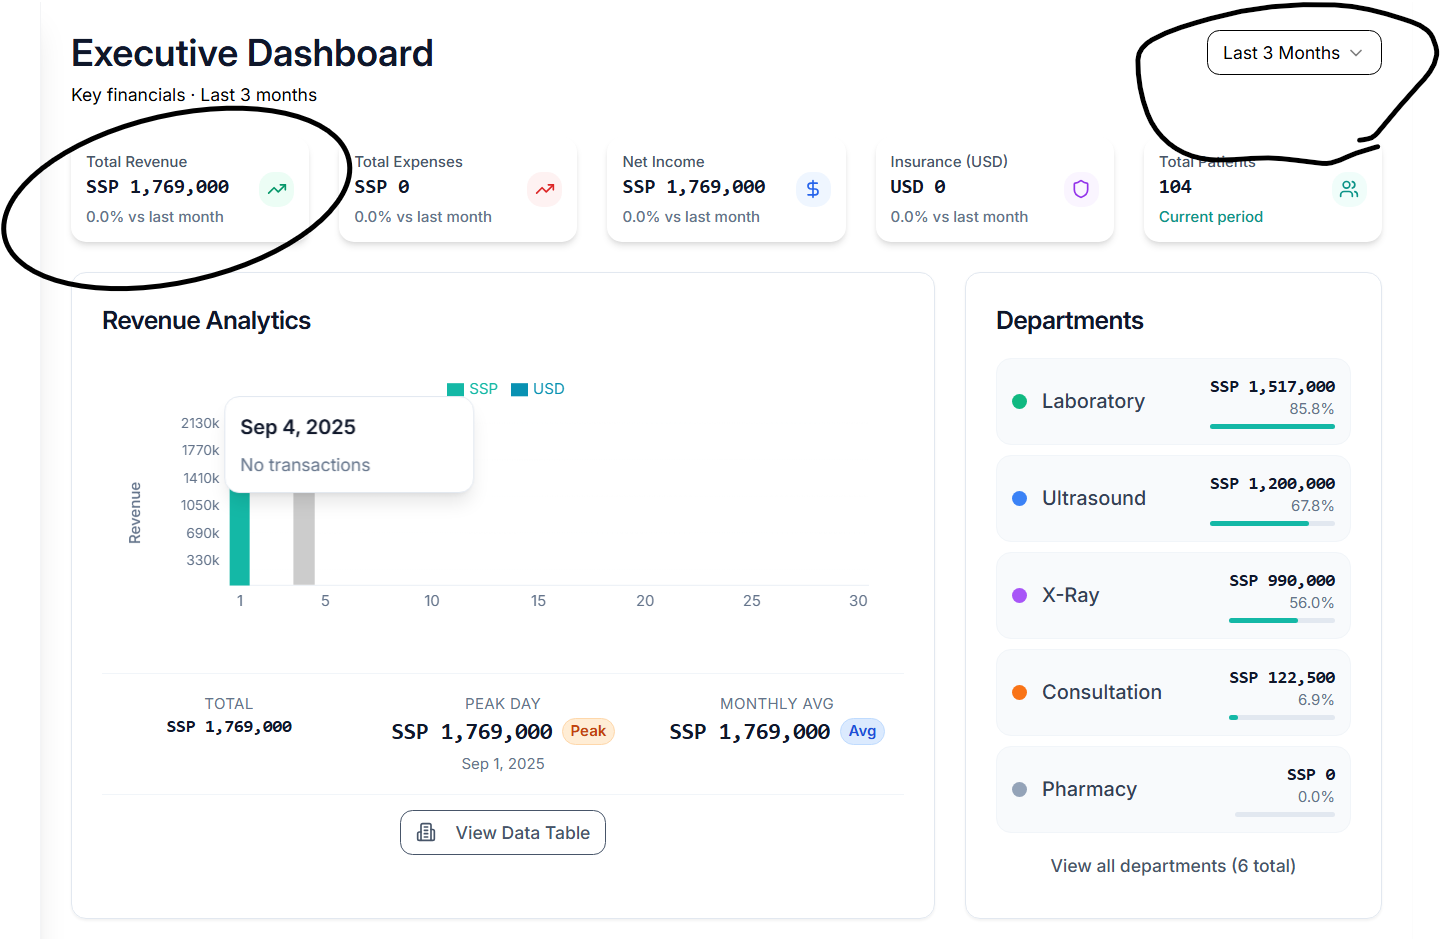 Executive Dashboard
Last 3 Months
Key financials · Last 3 months
Total Revenue
SSP 1,769,000
0.0% vs last month
Total Expenses
SSP 0
0.0% vs last month
Net Income
SSP 1,769,000
0.0% vs last month
Insurance (USD)
USD 0
0.0% vs last month
Total Patients
104
Current period
Revenue Analytics
SSP USD
Sep 4, 2025
No transactions
Revenue
2130k
1770k
1410k
1050k
690k
330k
1 5 10 15 20 25 30
TOTAL
SSP 1,769,000
PEAK DAY
SSP 1,769,000 Peak
Sep 1, 2025
MONTHLY AVG
SSP 1,769,000 Avg
View Data Table
Departments
Laboratory
SSP 1,517,000
85.8%
Ultrasound
SSP 1,200,000
67.8%
X-Ray
SSP 990,000
56.0%
Consultation
SSP 122,500
6.9%
Pharmacy
SSP 0
0.0%
View all departments (6 total)